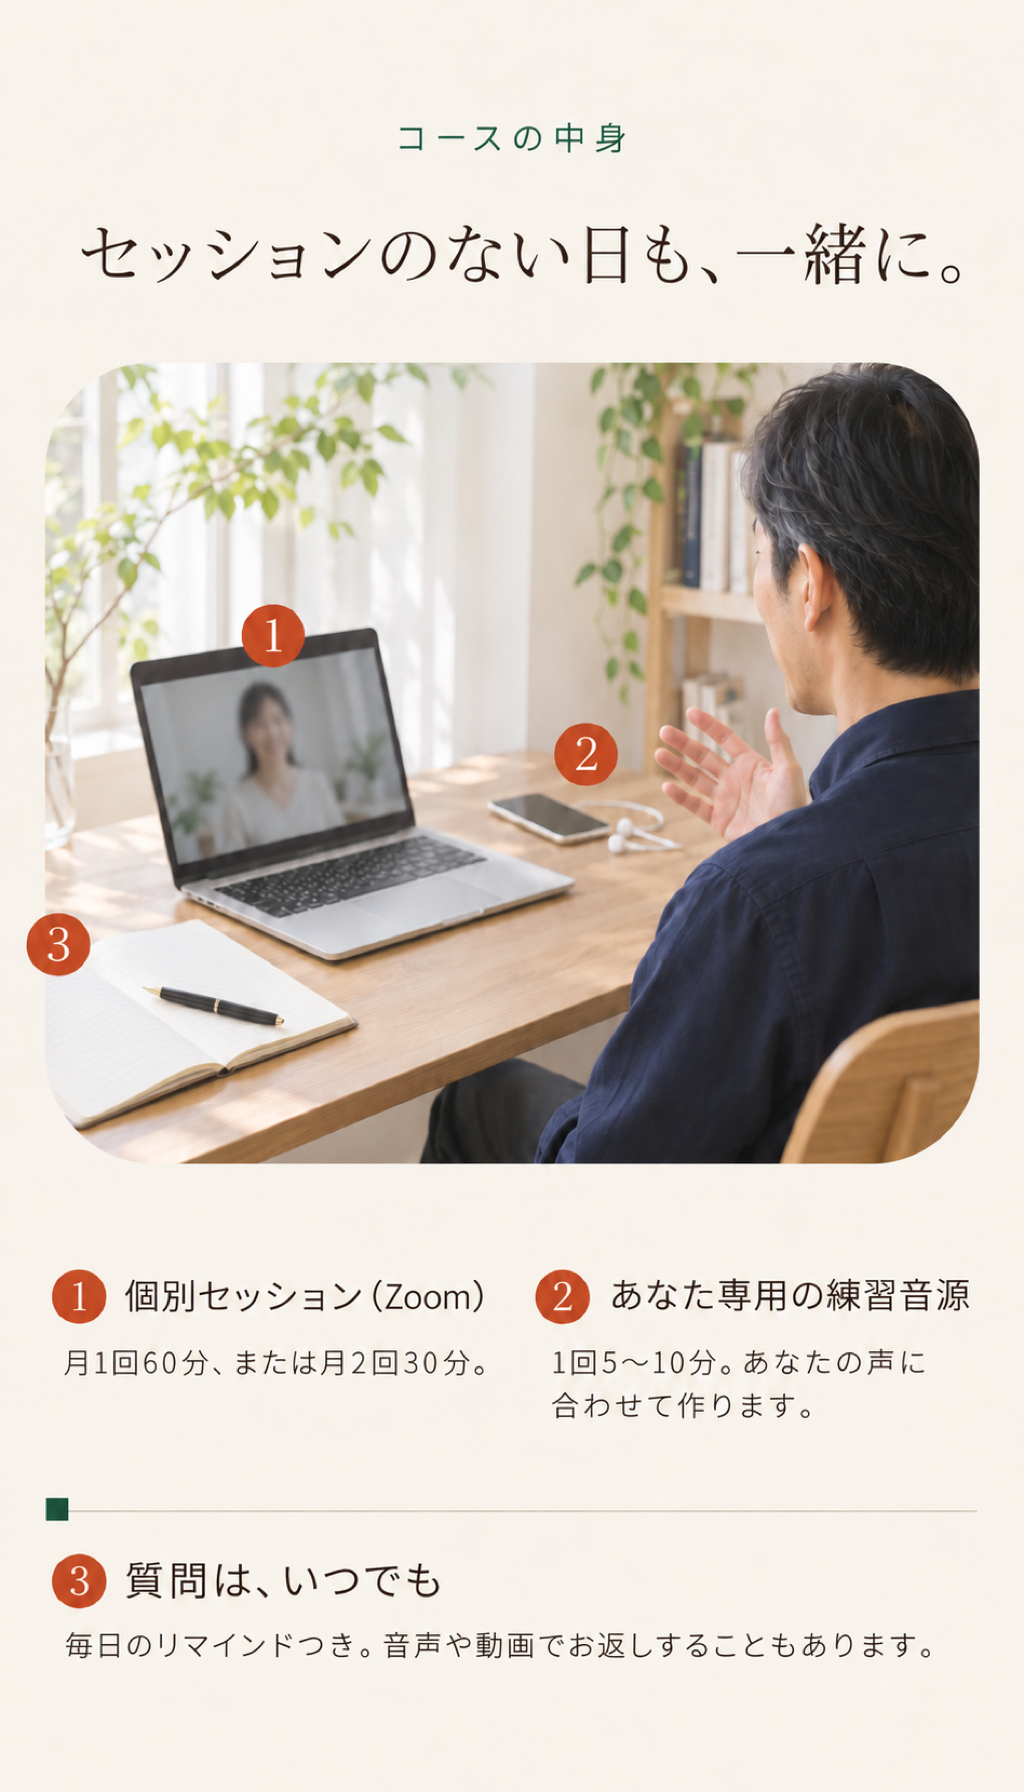 コースの中身
セッションのない日も、一緒に。
1
2
3
1 個別セッション（Zoom）
月1回60分、または月2回30分。
2 あなた専用の練習音源
1回5〜10分。あなたの声に
合わせて作ります。
3 質問は、いつでも
毎日のリマインドつき。音声や動画でお返しすることもあります。